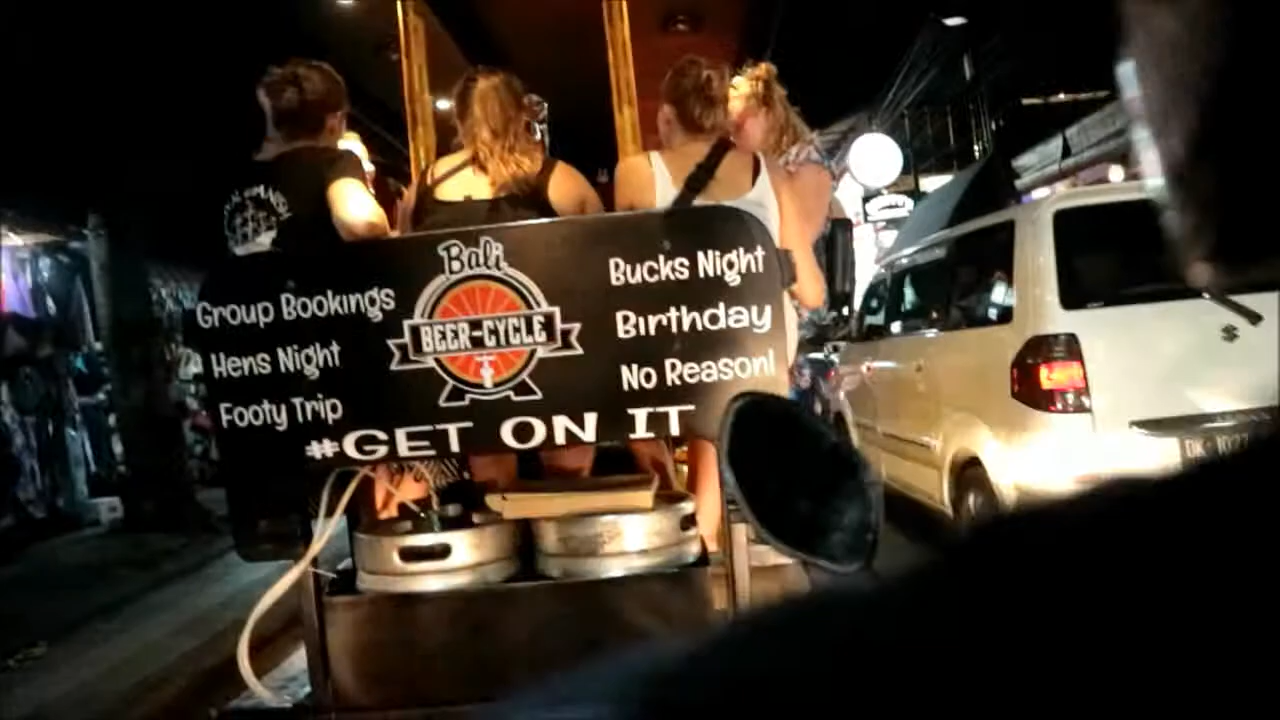 Bali
BEER-CYCLE
Group Bookings
Hens Night
Footy Trip
Bucks Night
Birthday
No Reason!
#GET ON IT